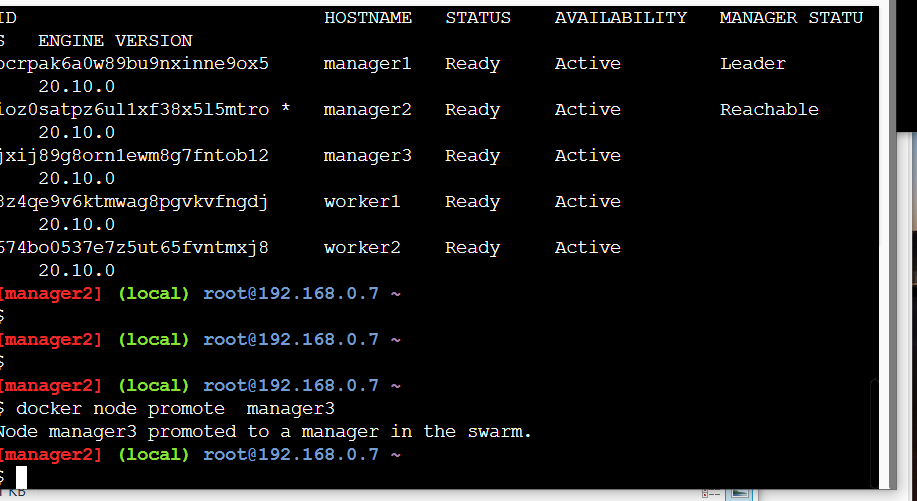 ID HOSTNAME STATUS AVAILABILITY MANAGER STATU
S ENGINE VERSION
ocrpak6a0w89bu9nxinne9ox5 manager1 Ready Active Leader
20.10.0
ioz0satpz6ul1xf38x5l5mtro * manager2 Ready Active Reachable
20.10.0
jxij89g8orn1ewm8g7fntob12 manager3 Ready Active
20.10.0
8z4qe9v6ktmwag8pgvkvfngdj worker1 Ready Active
20.10.0
674bo0537e7z5ut65fvntmxj8 worker2 Ready Active
20.10.0
[manager2] (local) root@192.168.0.7 ~
$
[manager2] (local) root@192.168.0.7 ~
$
[manager2] (local) root@192.168.0.7 ~
$ docker node promote  manager3
Node manager3 promoted to a manager in the swarm.
[manager2] (local) root@192.168.0.7 ~
$
KB